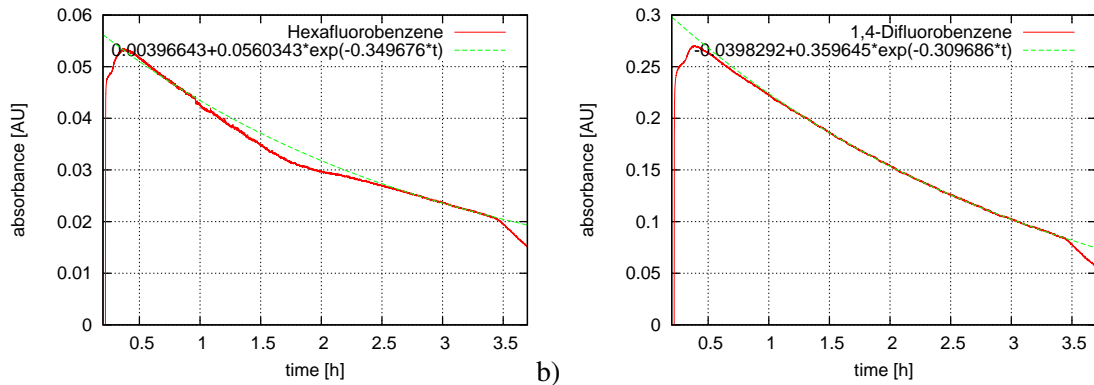 absorbance [AU]
0.06
0.05
0.04
0.03
0.02
0.01
0
Hexafluorobenzene
0.00396643+0.0560343*exp(-0.349676*t)
0.5 1 1.5 2 2.5 3 3.5
time [h]
b)
absorbance [AU]
0.3
0.25
0.2
0.15
0.1
0.05
0
1,4-Difluorobenzene
-0.0398292+0.359645*exp(-0.309686*t)
0.5 1 1.5 2 2.5 3 3.5
time [h]